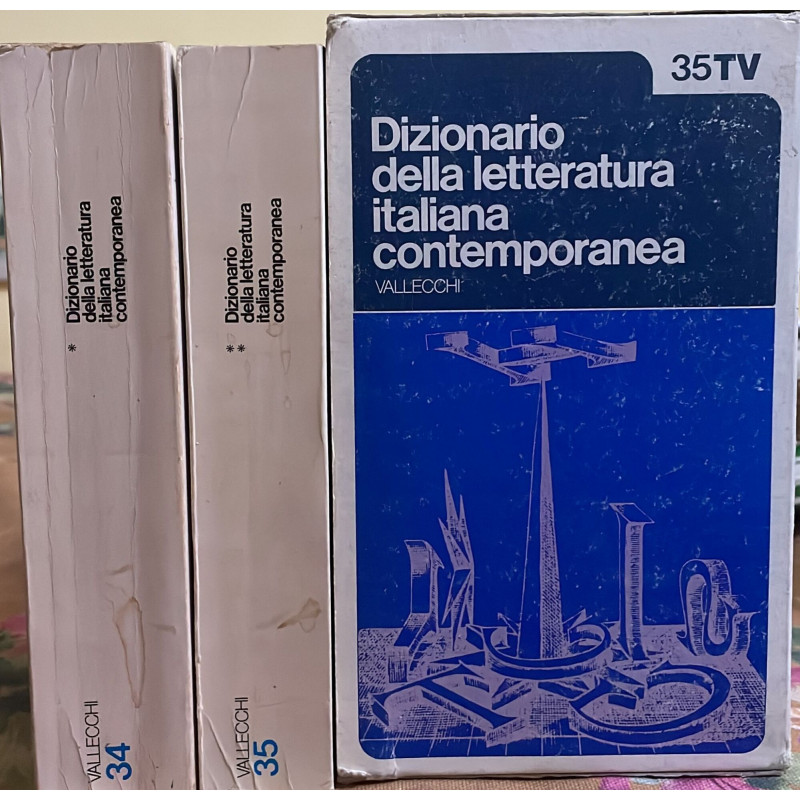 *
Dizionario
della letteratura
italiana
contemporanea
VALLECCHI
34
**
Dizionario
della letteratura
italiana
contemporanea
VALLECCHI
35
35TV
Dizionario
della letteratura
italiana
contemporanea
VALLECCHI